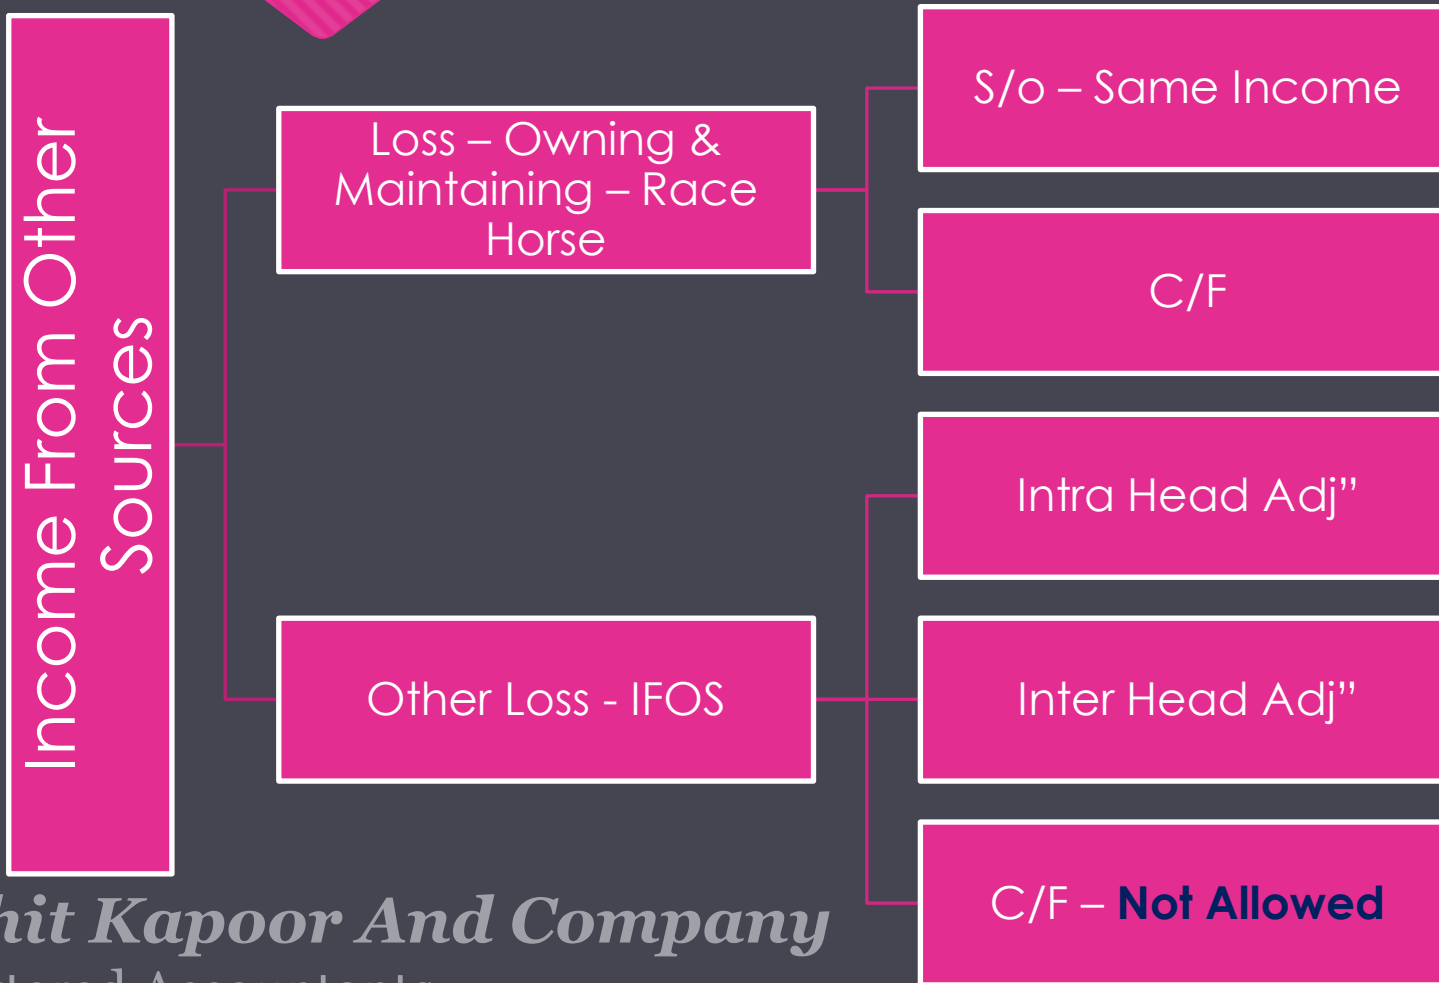 Income From Other
Sources
Loss – Owning &
Maintaining – Race
Horse
S/o – Same Income
C/F
Other Loss - IFOS
Intra Head Adj”
Inter Head Adj”
C/F – Not Allowed
Kapoor And Company
Accountants